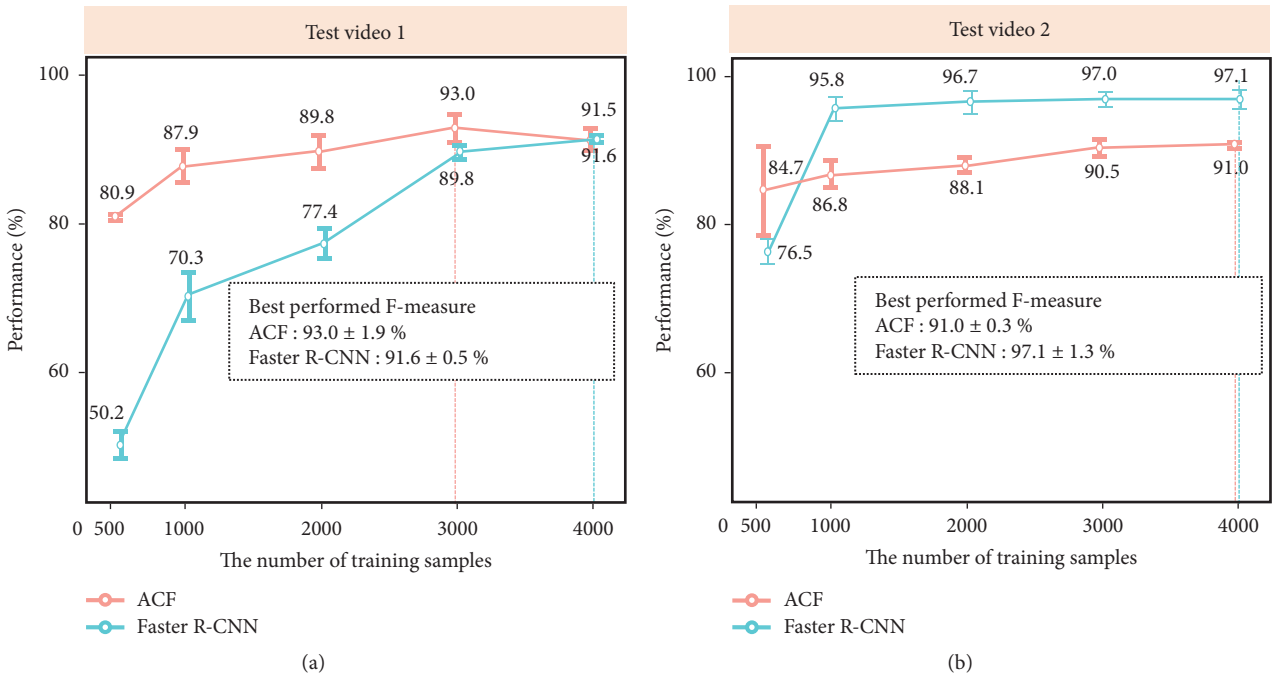 Test video 1
100
80
60
Performance (%)
80.9
87.9
89.8
93.0
91.5
50.2
70.3
77.4
89.8
91.6
Best performed F-measure
ACF : 93.0 ± 1.9 %
Faster R-CNN : 91.6 ± 0.5 %
0 500 1000 2000 3000 4000
The number of training samples
ACF
Faster R-CNN
(a)
Test video 2
100
80
60
Performance (%)
95.8
96.7
97.0
97.1
84.7
86.8
88.1
90.5
91.0
76.5
Best performed F-measure
ACF : 91.0 ± 0.3 %
Faster R-CNN : 97.1 ± 1.3 %
0 500 1000 2000 3000 4000
The number of training samples
ACF
Faster R-CNN
(b)